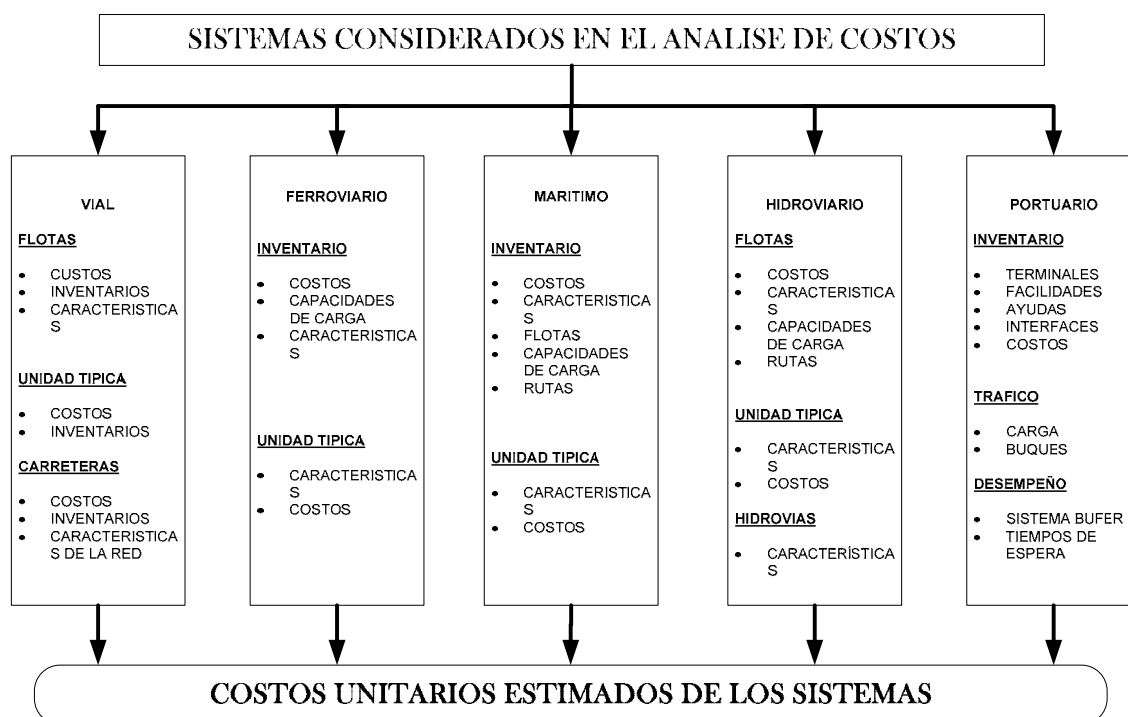 SISTEMAS CONSIDERADOS EN EL ANALISE DE COSTOS
VIAL
FLOTAS
• CUSTOS
• INVENTARIOS
• CARACTERISTICA
S
UNIDAD TIPICA
• COSTOS
• INVENTARIOS
CARRETERAS
• COSTOS
• INVENTARIOS
• CARACTERISTICA
S DE LA RED
FERROVIARIO
INVENTARIO
• COSTOS
• CAPACIDADES
DE CARGA
• CARACTERISTICA
S
UNIDAD TIPICA
• CARACTERISTICA
S
• COSTOS
MARITIMO
INVENTARIO
• COSTOS
• CARACTERISTICA
S
• FLOTAS
• CAPACIDADES
DE CARGA
• RUTAS
UNIDAD TIPICA
• CARACTERISTICA
S
• COSTOS
HIDROVIARIO
FLOTAS
• COSTOS
• CARACTERISTICA
S
• CAPACIDADES
DE CARGA
• RUTAS
UNIDAD TIPICA
• CARACTERISTICA
S
• COSTOS
HIDROVIAS
• CARACTERÍSTICA
S
PORTUARIO
INVENTARIO
• TERMINALES
• FACILIDADES
• AYUDAS
• INTERFACES
• COSTOS
TRAFICO
• CARGA
• BUQUES
DESEMPEÑO
• SISTEMA BUFER
• TIEMPOS DE
ESPERA
COSTOS UNITARIOS ESTIMADOS DE LOS SISTEMAS